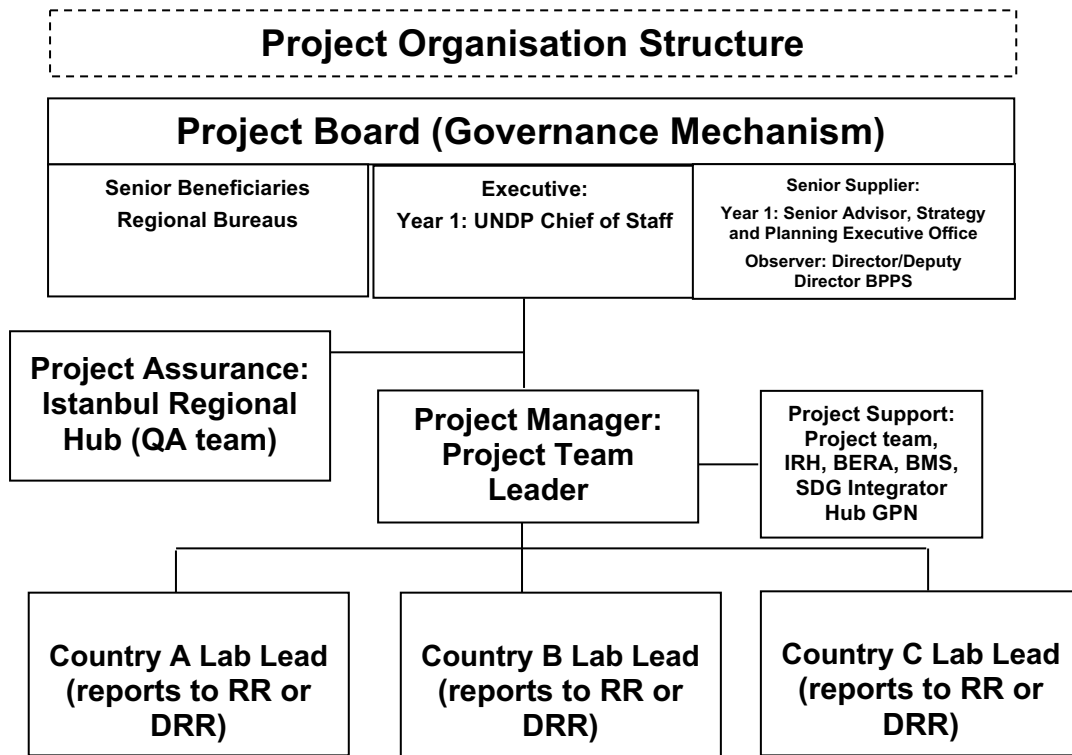 Project Organisation Structure
Project Board (Governance Mechanism)
Senior Beneficiaries
Regional Bureaus
Executive:
Year 1: UNDP Chief of Staff
Senior Supplier:
Year 1: Senior Advisor, Strategy
and Planning Executive Office
Observer: Director/Deputy
Director BPPS
Project Assurance:
Istanbul Regional
Hub (QA team)
Project Manager:
Project Team
Leader
Project Support:
Project team,
IRH, BERA, BMS,
SDG Integrator
Hub GPN
Country A Lab Lead
(reports to RR or
DRR)
Country B Lab Lead
(reports to RR or
DRR)
Country C Lab Lead
(reports to RR or
DRR)